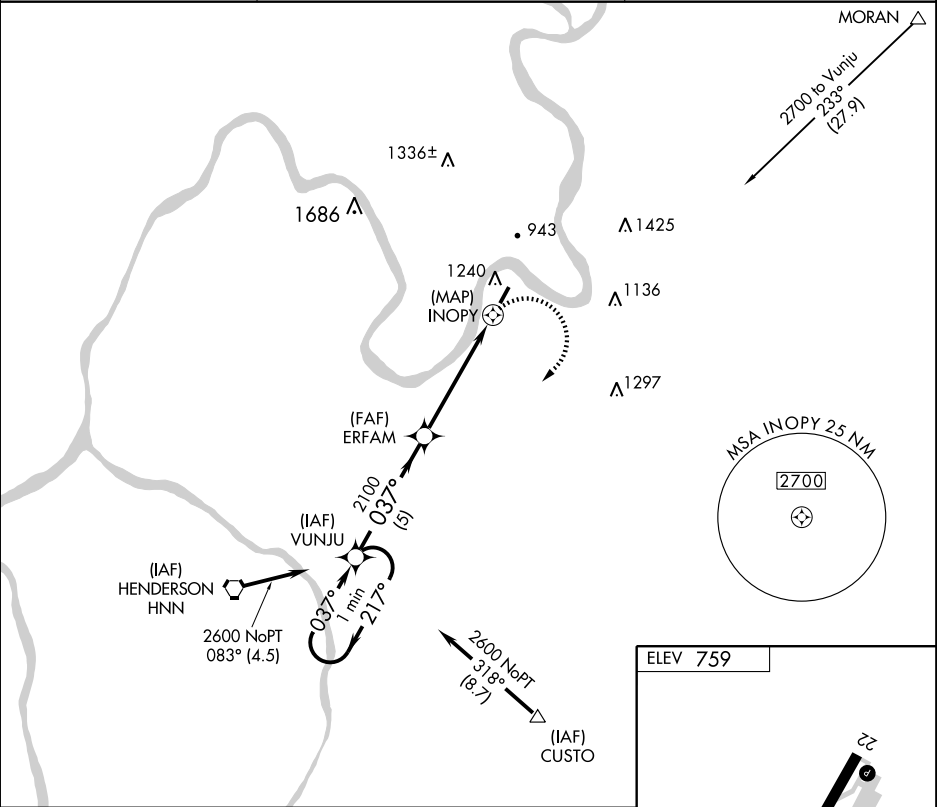 MORAN
2700 to Vunju
233°
(27.9)
1336±
1686
943
1425
1240
1136
(MAP)
INOPY
1297
(FAF)
ERFAM
MSA INOPY 25 NM
2700
2100
037°
(5)
(IAF)
VUNJU
(IAF)
HENDERSON
HNN
037°
1 min
217°
2600 NoPT
083° (4.5)
2600 NoPT
318°
(8.7)
(IAF)
CUSTO
ELEV 759
22
P